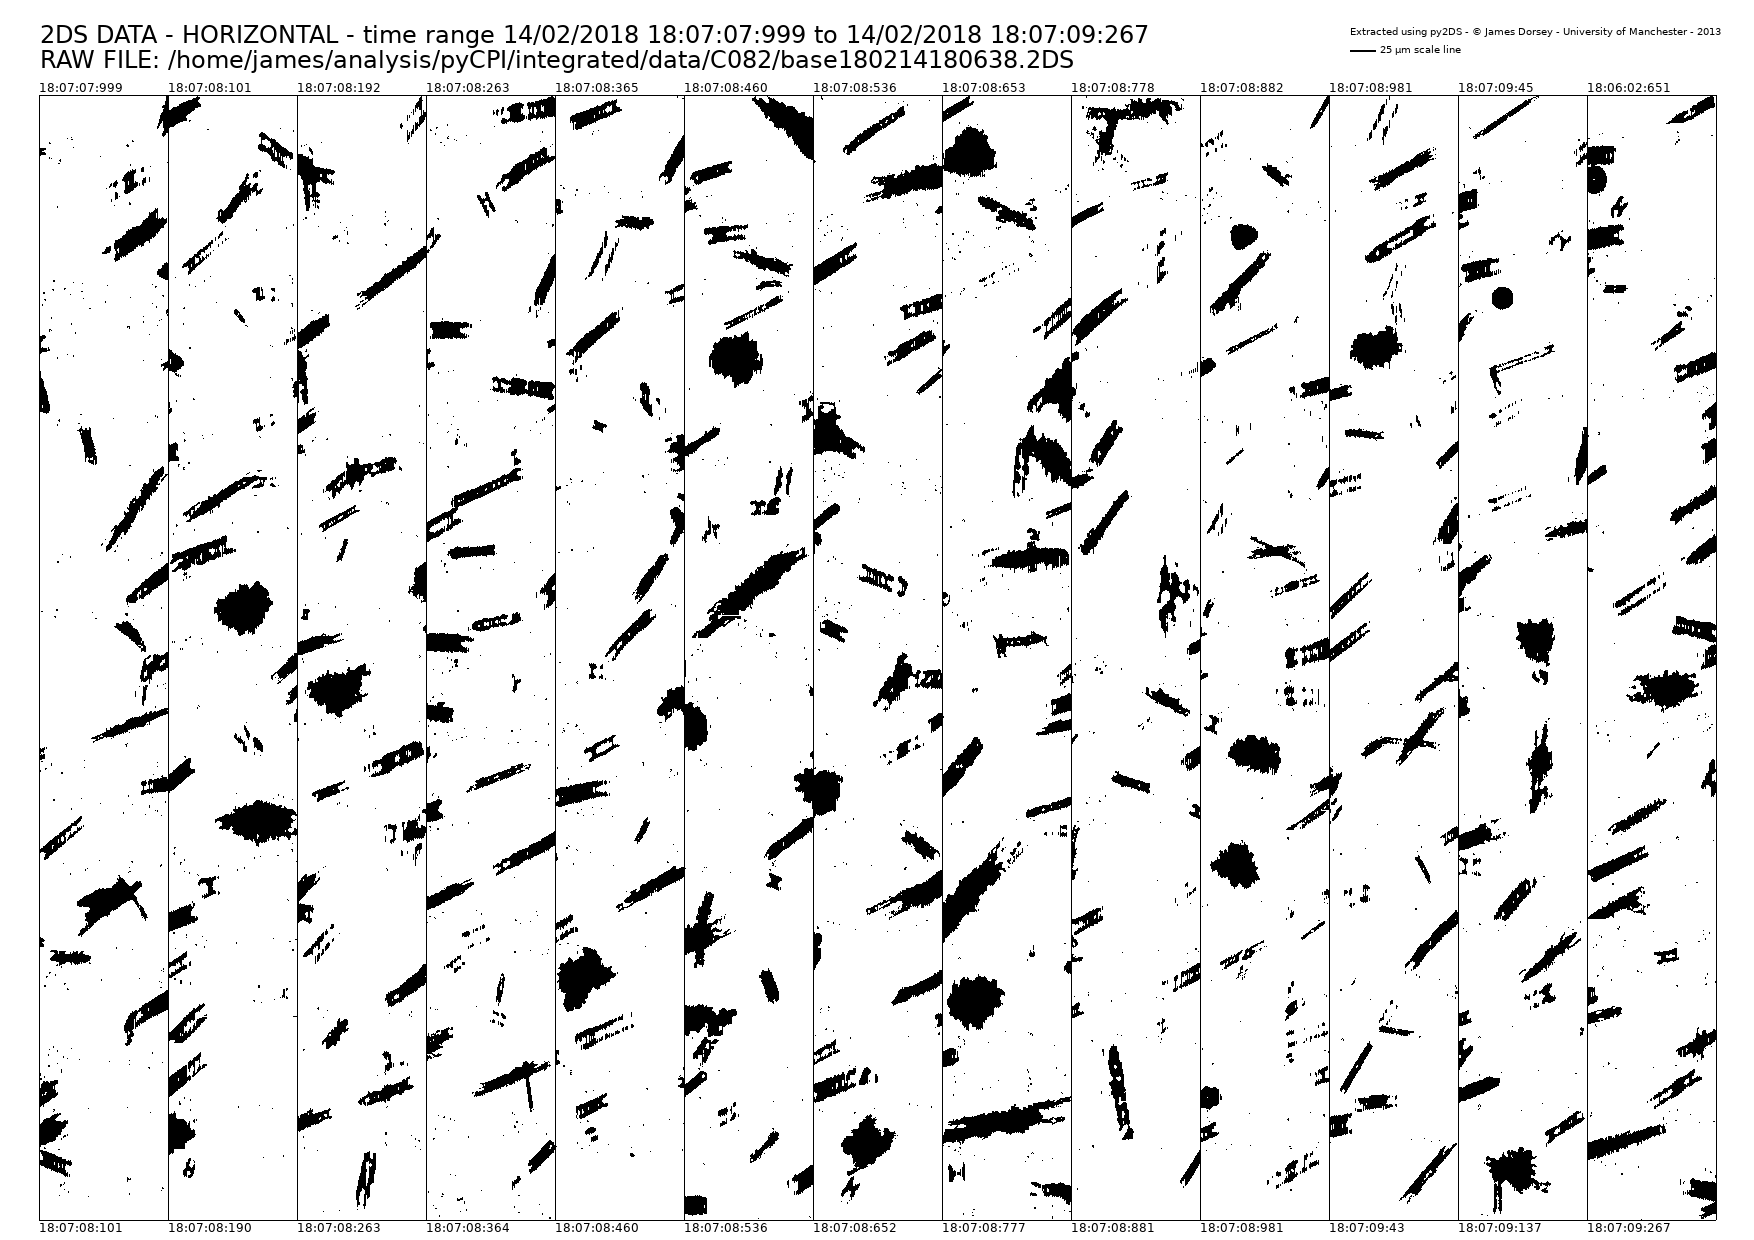 2DS DATA - HORIZONTAL - time range 14/02/2018 18:07:07:999 to 14/02/2018 18:07:09:267
RAW FILE: /home/james/analysis/pyCPI/integrated/data/C082/base180214180638.2DS
Extracted using py2DS - © James Dorsey - University of Manchester - 2013
25 µm scale line
18:07:07:999 18:07:08:101 18:07:08:192 18:07:08:263 18:07:08:365 18:07:08:460 18:07:08:536 18:07:08:653 18:07:08:778 18:07:08:882 18:07:08:981 18:07:09:45 18:06:02:651
18:07:08:101 18:07:08:190 18:07:08:263 18:07:08:364 18:07:08:460 18:07:08:536 18:07:08:652 18:07:08:777 18:07:08:881 18:07:08:981 18:07:09:43 18:07:09:137 18:07:09:267